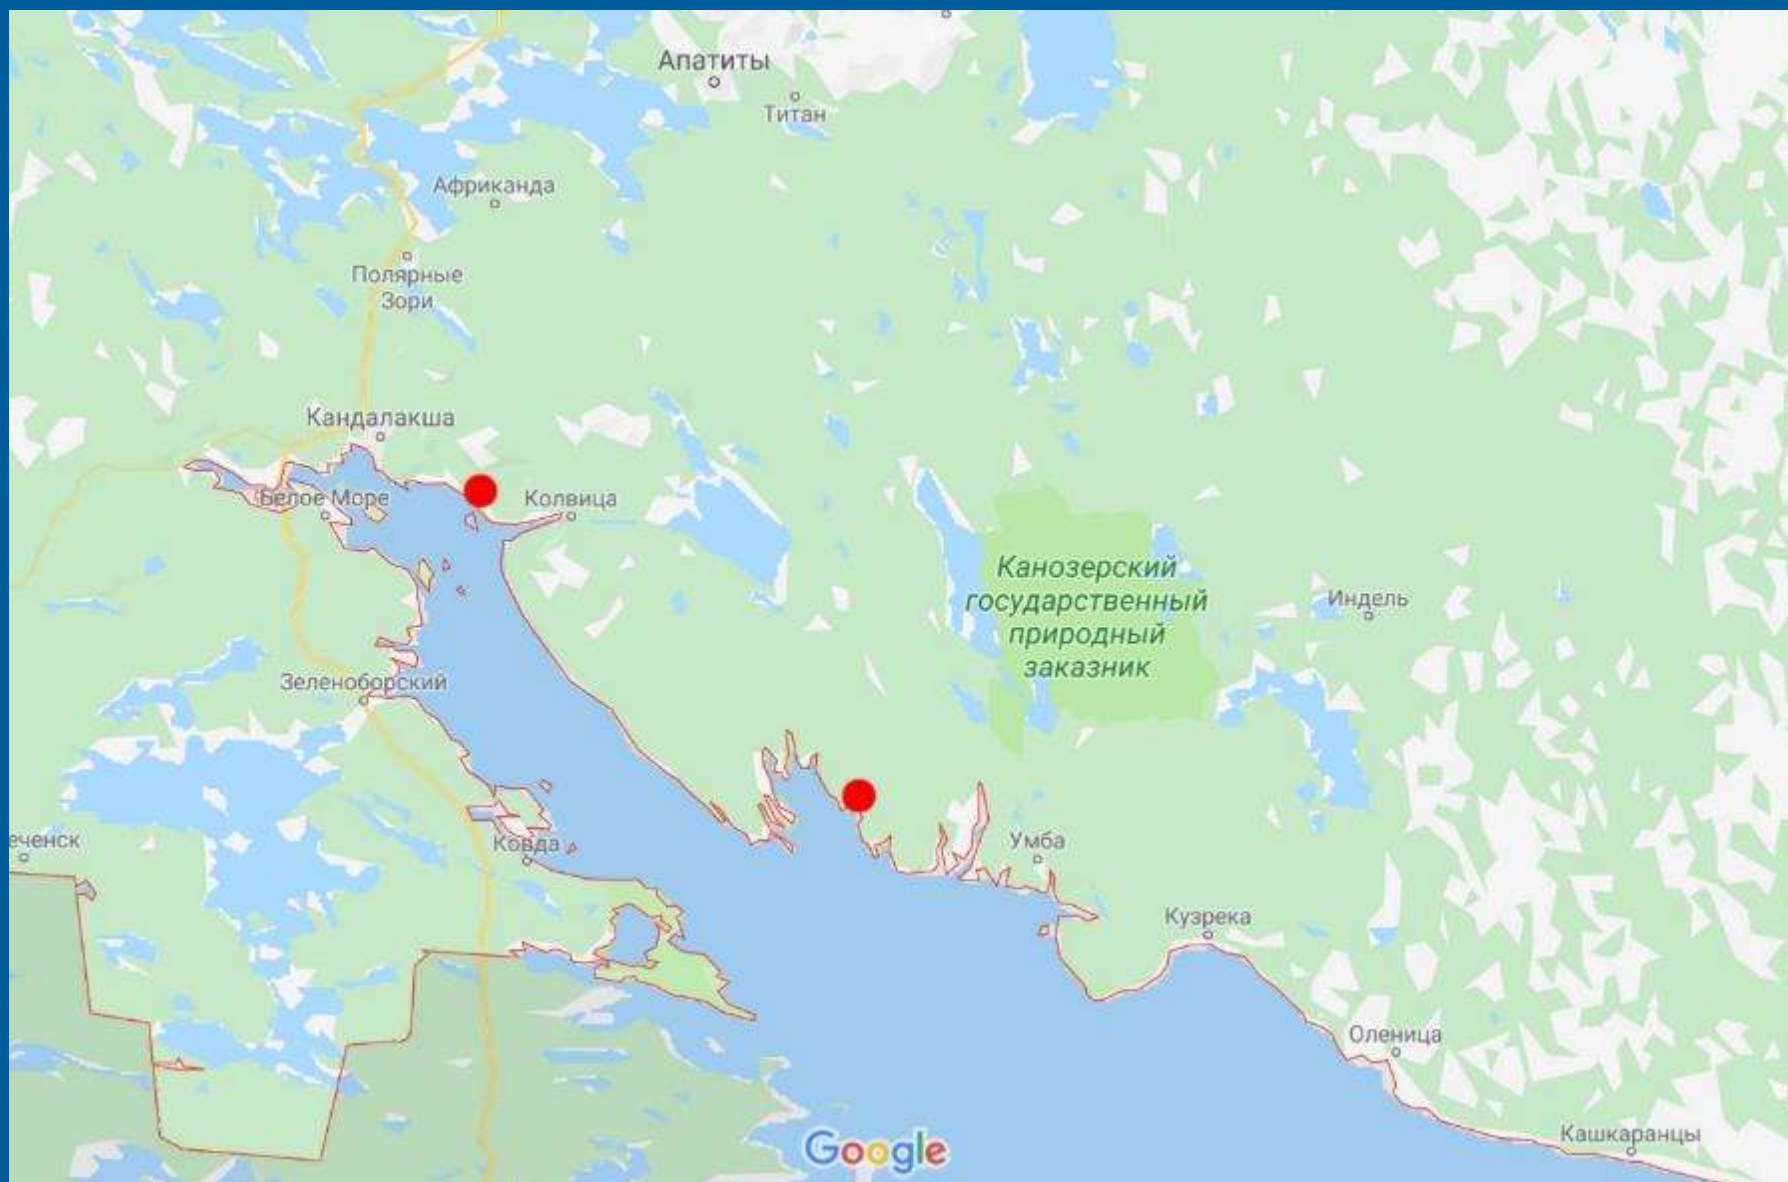 Апатиты
Титан
Африканда
Полярные
Зори
Кандалакша
Белое Море
Колвица
Канозерский
государственный
природный
заказник
Индель
Зеленоборский
еченск
Ковда
Умба
Кузрека
Оленица
Кашкаранцы
Google